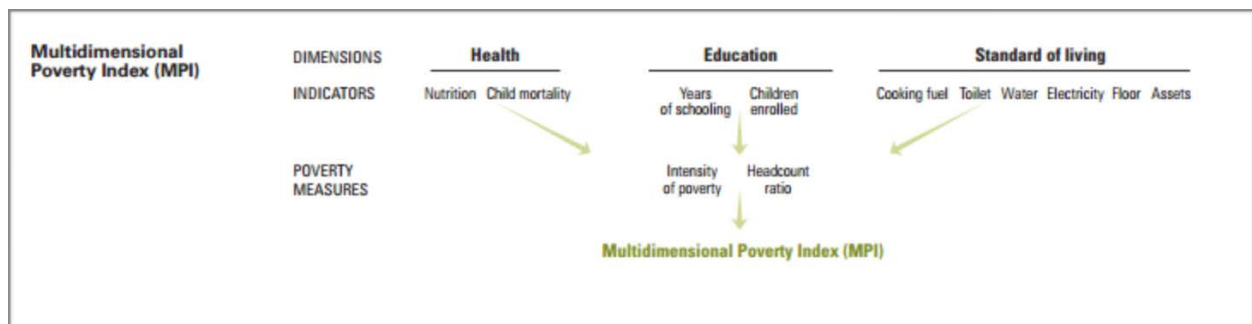 Multidimensional
Poverty Index (MPI)
DIMENSIONS
Health
Education
Standard of living
INDICATORS
Nutrition
Child mortality
Years
of schooling
Children
enrolled
Cooking fuel
Toilet
Water
Electricity
Floor
Assets
POVERTY
MEASURES
Intensity
of poverty
Headcount
ratio
Multidimensional Poverty Index (MPI)